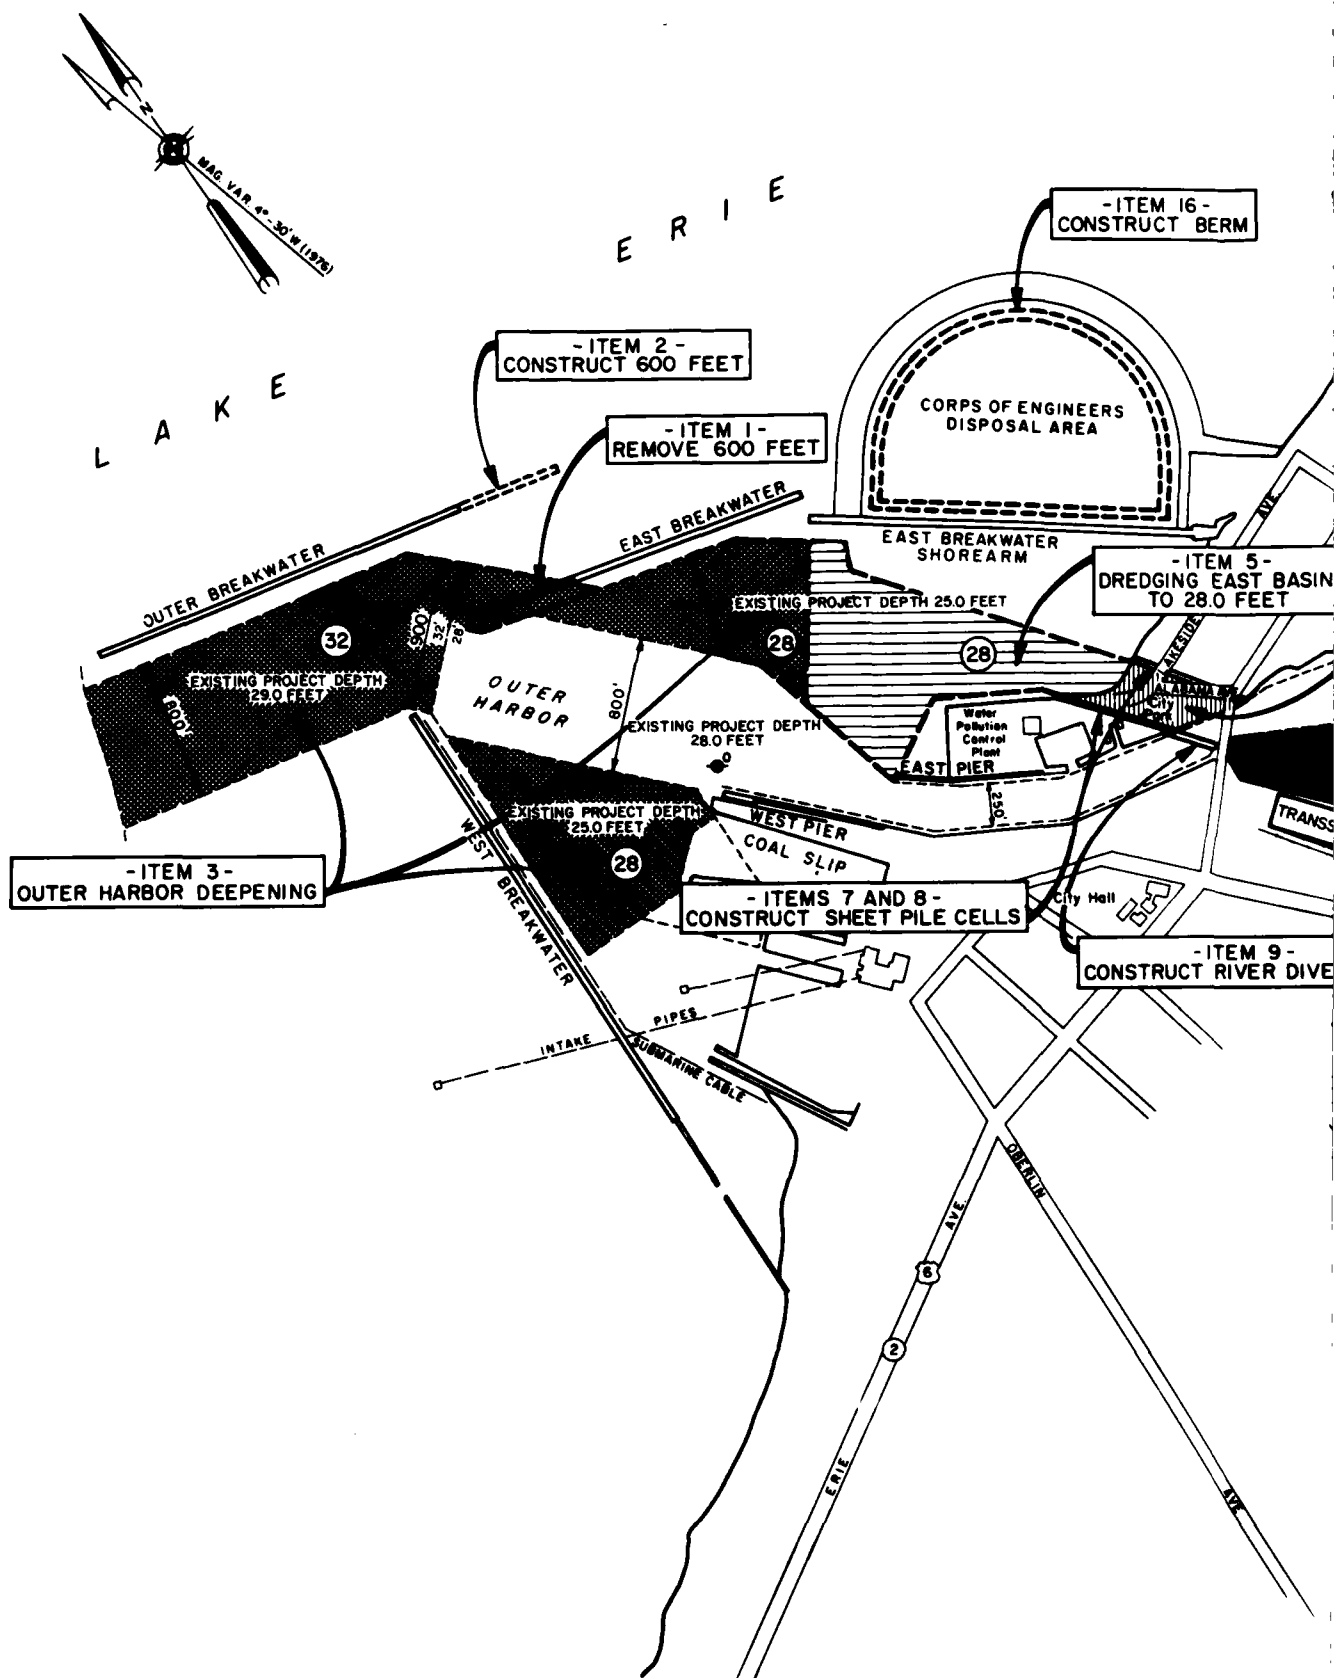 N
MAG. VAR. 4° - 30' W (1976)
LAKE ERIE
- ITEM 16 -
CONSTRUCT BERM
- ITEM 2 -
CONSTRUCT 600 FEET
- ITEM 1 -
REMOVE 600 FEET
CORPS OF ENGINEERS
DISPOSAL AREA
OUTER BREAKWATER
EAST BREAKWATER
EAST BREAKWATER
SHOREARM
AVE.
- ITEM 5 -
DREDGING EAST BASIN
TO 28.0 FEET
EXISTING PROJECT DEPTH 25.0 FEET
LAKESIDE
32
900'
32'
28'
28
28
EXISTING PROJECT DEPTH
29.0 FEET
800'
OUTER
HARBOR
800'
EXISTING PROJECT DEPTH
28.0 FEET
Water
Pollution
Control
Plant
ALABAMA
City
Park
EAST PIER
250'
EXISTING PROJECT DEPTH
25.0 FEET
28
WEST PIER
COAL SLIP
TRANSS
- ITEM 3 -
OUTER HARBOR DEEPENING
WEST BREAKWATER
- ITEMS 7 AND 8 -
CONSTRUCT SHEET PILE CELLS
City Hall
- ITEM 9 -
CONSTRUCT RIVER DIVE
INTAKE PIPES
SUBMARINE CABLE
OBERLIN
AVE.
6
2
ERIE
AVE.